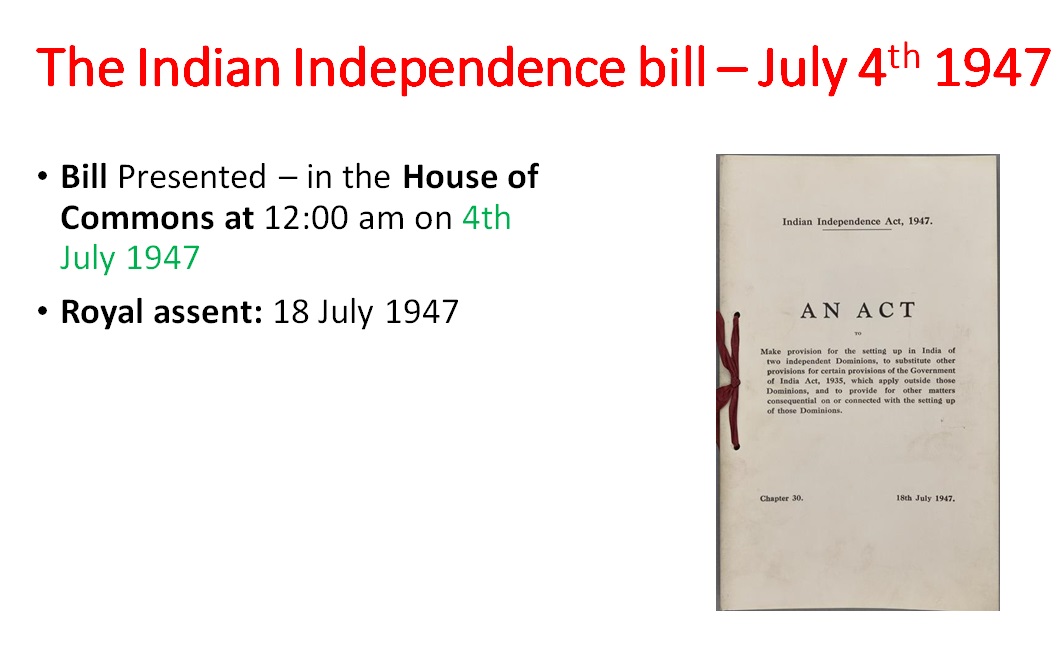 The Indian Independence bill – July 4th 1947
• Bill Presented – in the House of
Commons at 12:00 am on 4th
July 1947
• Royal assent: 18 July 1947
Indian Independence Act, 1947.
AN ACT
TO
Make provision for the setting up in India of
two independent Dominions, to substitute other
provisions for certain provisions of the Government
of India Act, 1935, which apply outside those
Dominions, and to provide for other matters
consequential on or connected with the setting up
of those Dominions.
Chapter 30. 18th July 1947.